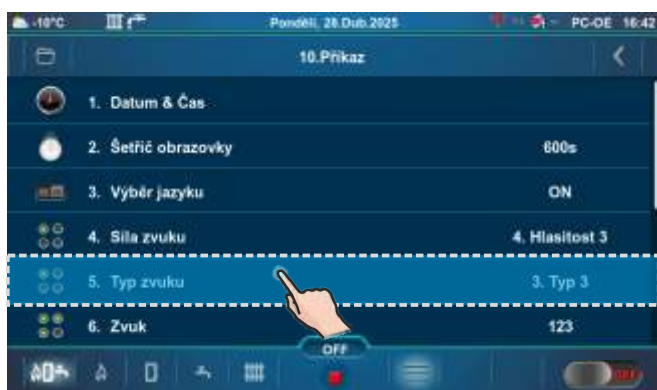 -10°C Pondělí, 28.Dub.2025 PC-OE 16:42
10.Příkaz
1. Datum & Čas
2. Šetřič obrazovky 600s
3. Výběr jazyku ON
4. Síla zvuku 4. Hlasitost 3
5. Typ zvuku 3. Typ 3
6. Zvuk 123
OFF
OFF